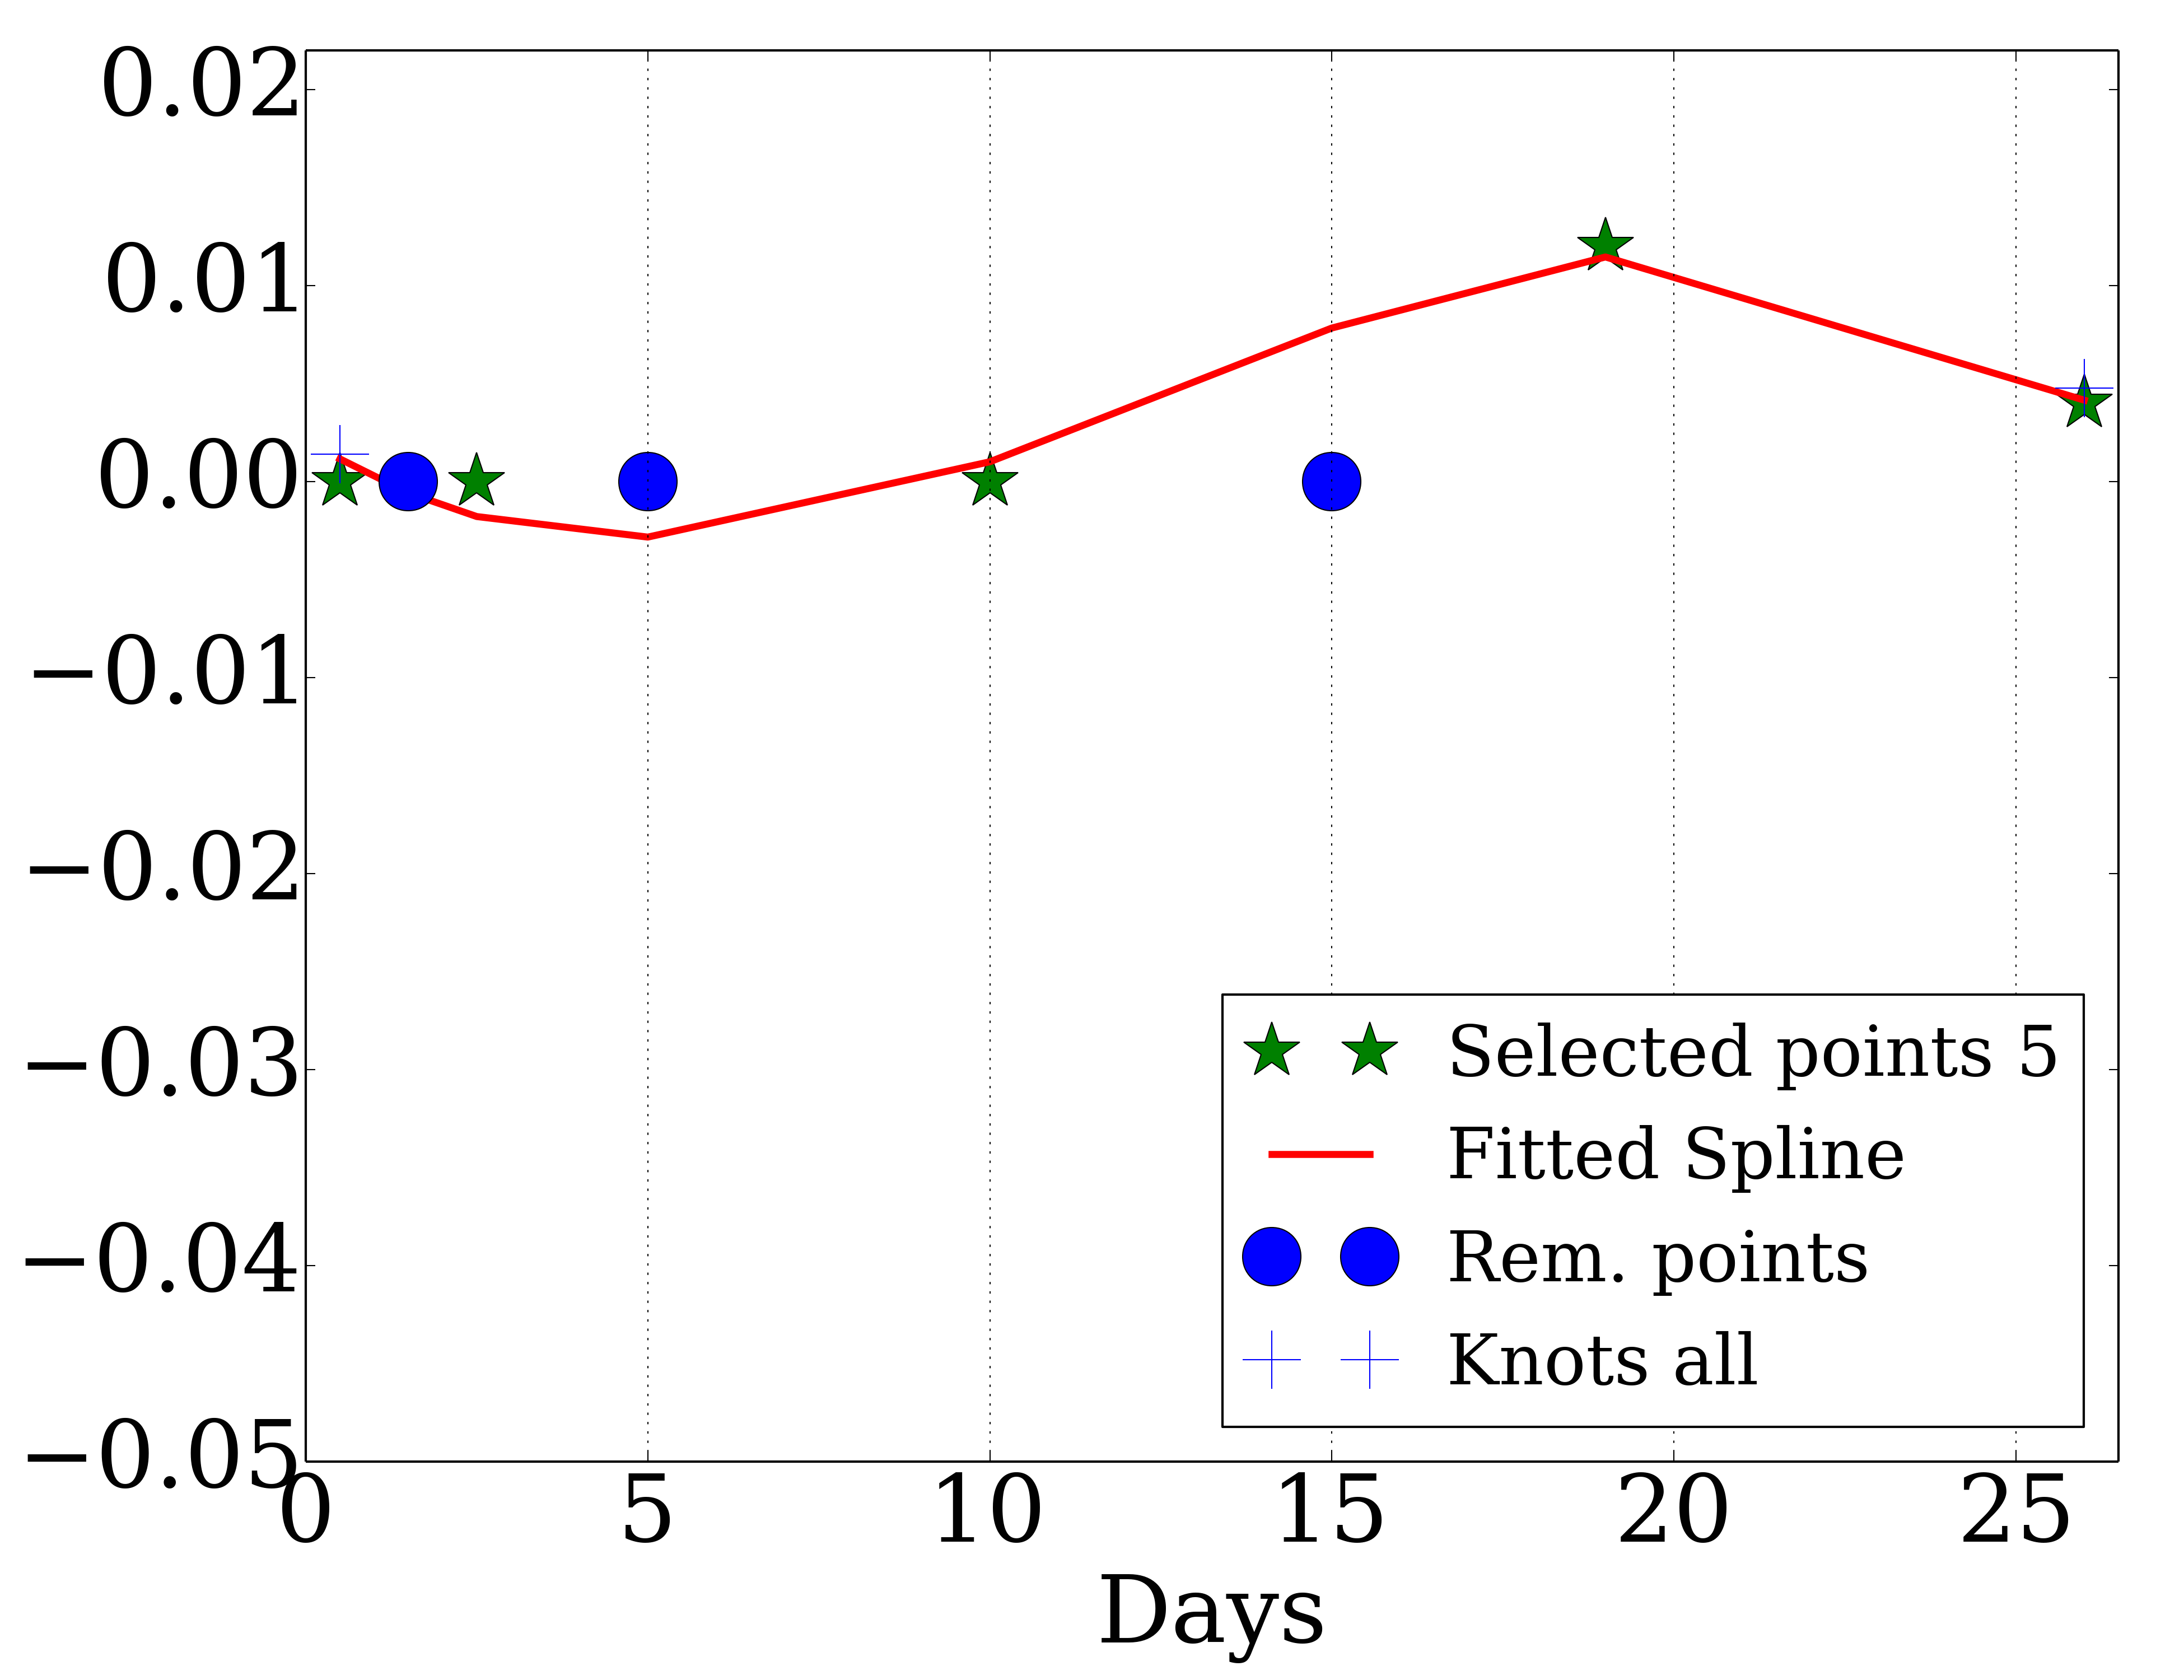 0.02
0.01
0.00
−0.01
−0.02
−0.03
−0.04
−0.05
0 5 10 15 20 25
Days
Selected points 5
Fitted Spline
Rem. points
Knots all